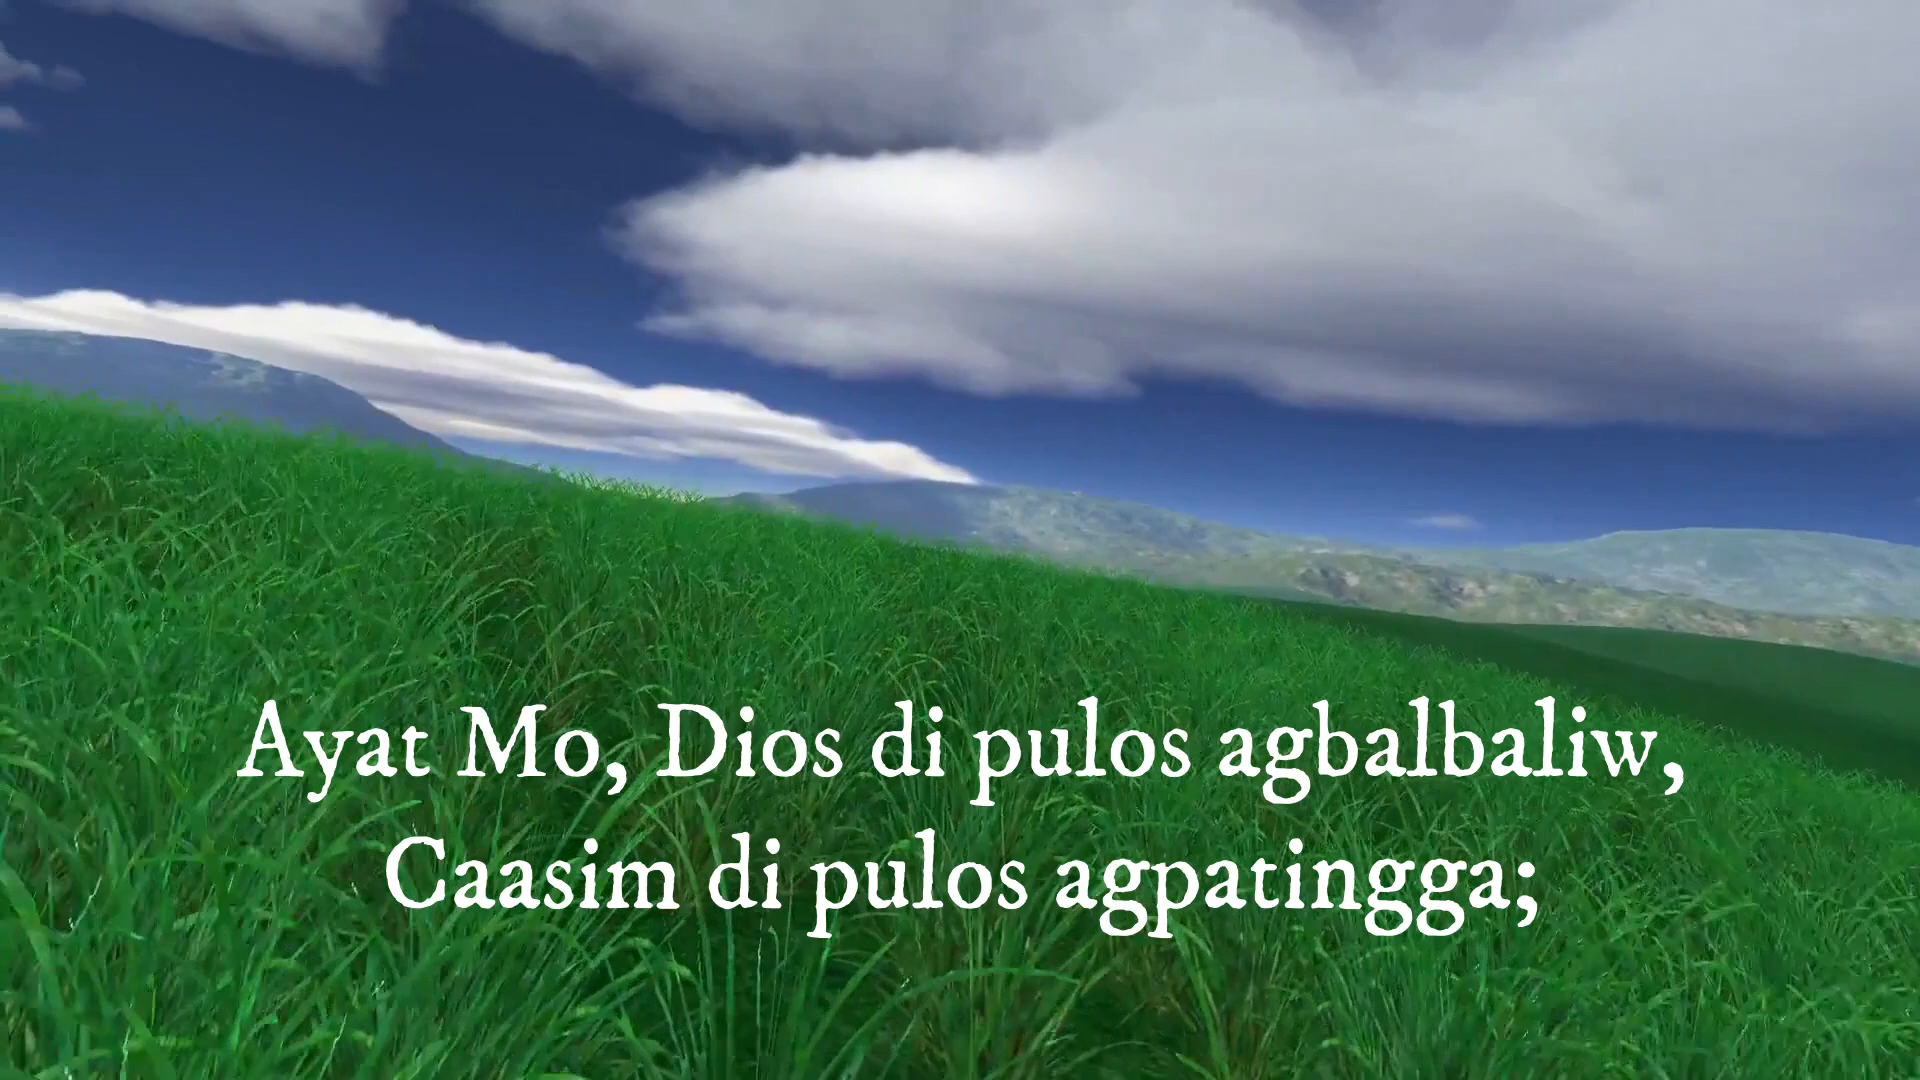 Ayat Mo, Dios di pulos agbalbaliw,
Caasim di pulos agpatingga;